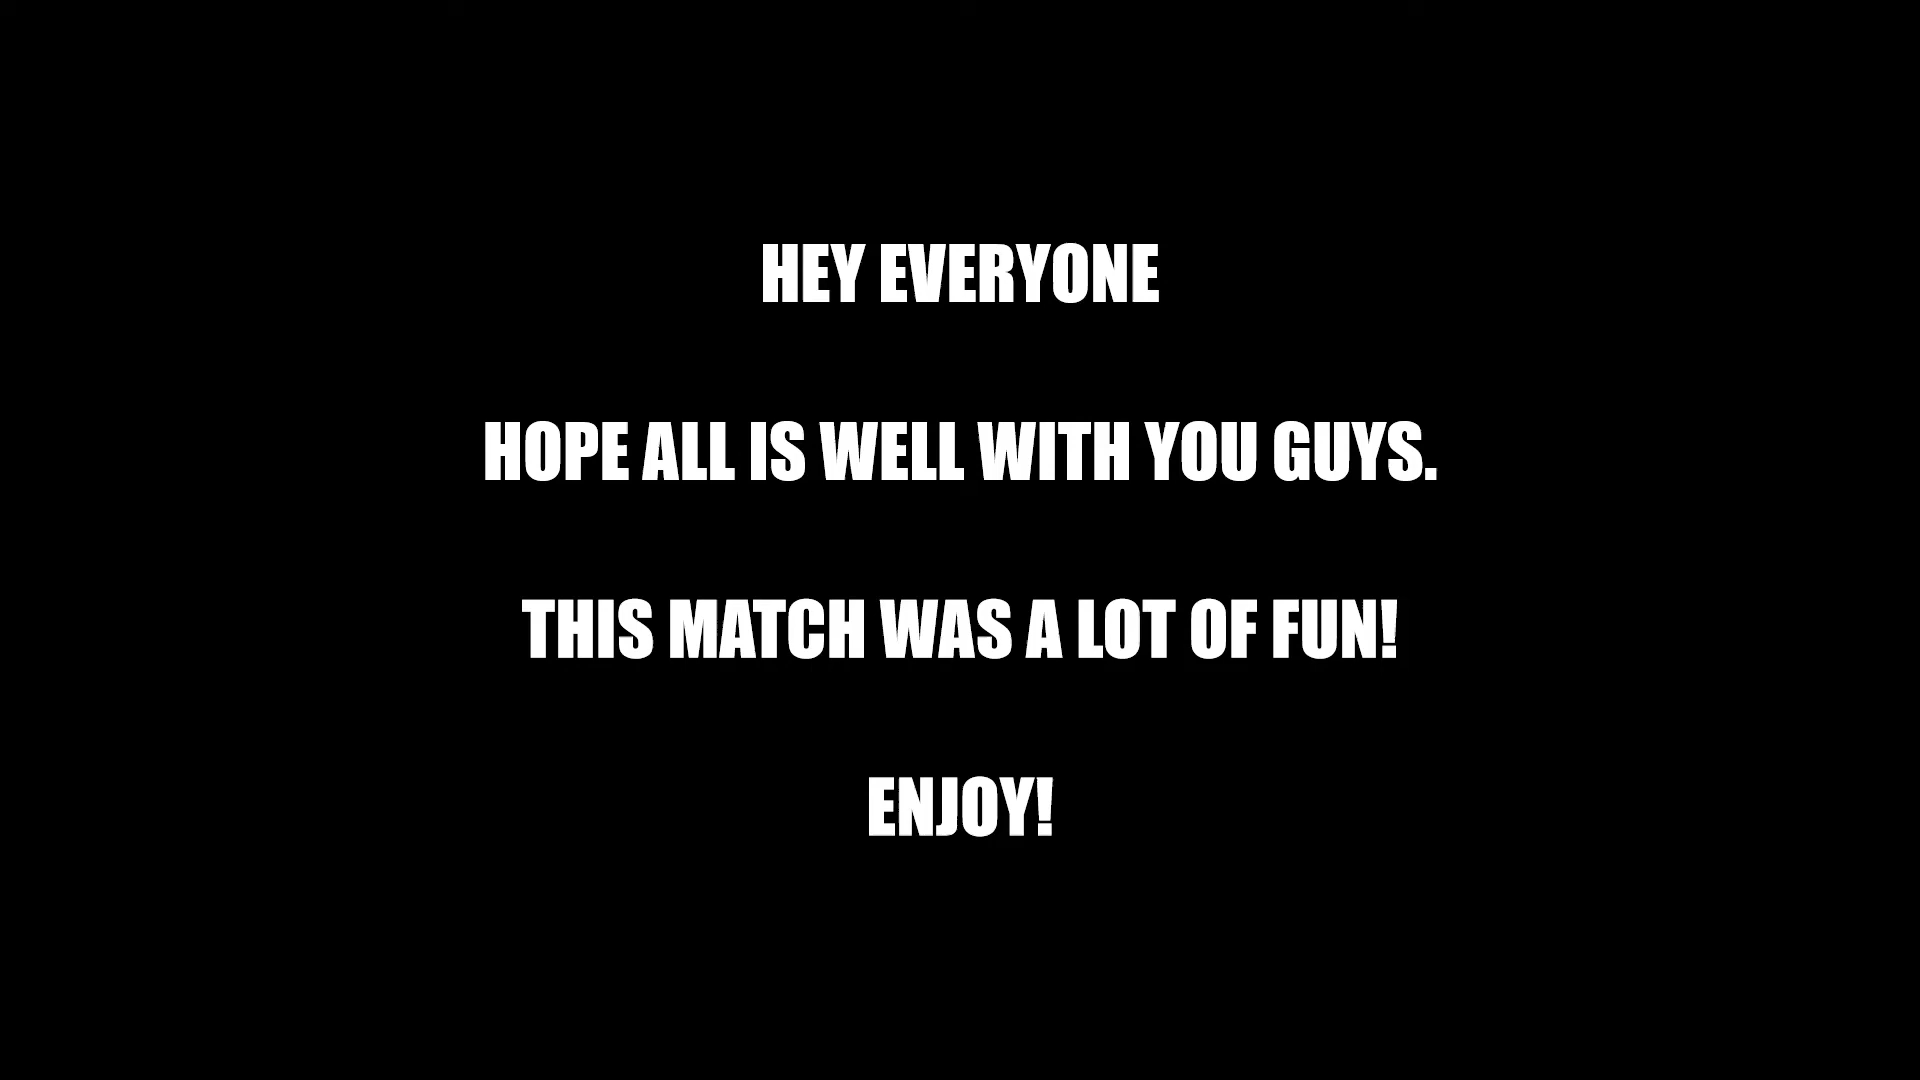 HEY EVERYONE
HOPE ALL IS WELL WITH YOU GUYS.
THIS MATCH WAS A LOT OF FUN!
ENJOY!